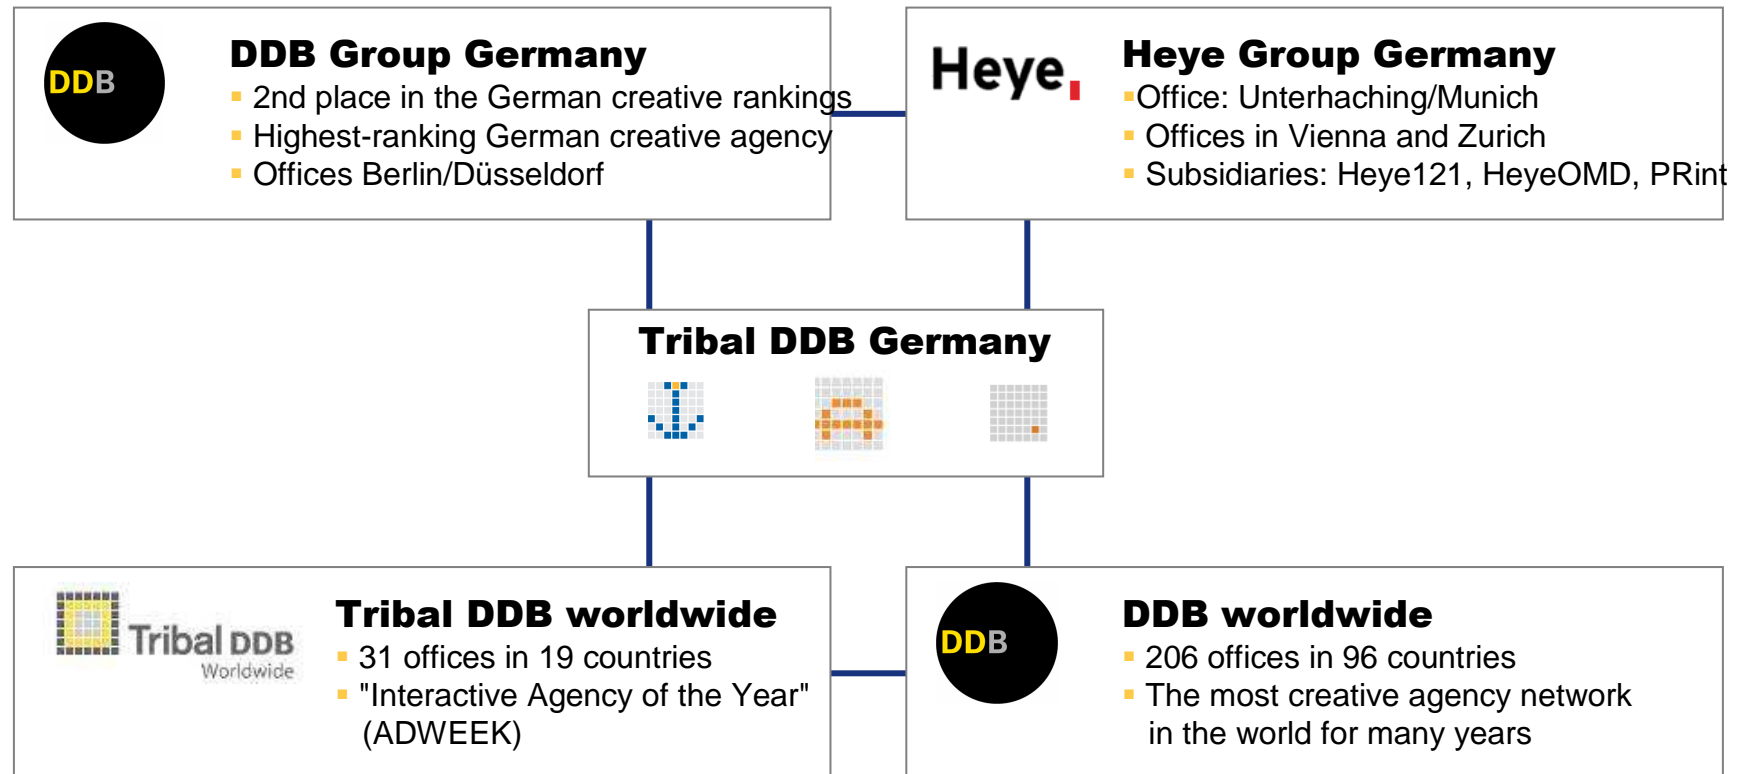 DDB
DDB Group Germany
▪ 2nd place in the German creative rankings
▪ Highest-ranking German creative agency
▪ Offices Berlin/Düsseldorf
Heye
Heye Group Germany
▪Office: Unterhaching/Munich
▪ Offices in Vienna and Zurich
▪ Subsidiaries: Heye121, HeyeOMD, PRint
Tribal DDB Germany
Tribal DDB
Worldwide
Tribal DDB worldwide
▪ 31 offices in 19 countries
▪ "Interactive Agency of the Year"
(ADWEEK)
DDB
DDB worldwide
▪ 206 offices in 96 countries
▪ The most creative agency network
in the world for many years